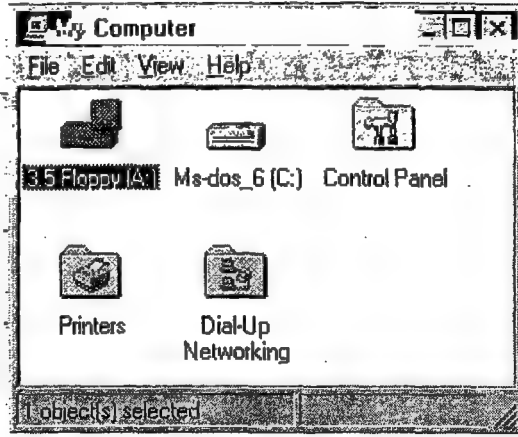 My Computer
File Edit View Help
3.5 Floppy (A:) Ms-dos_6 (C:) Control Panel
Printers Dial-Up
Networking
1 object(s) selected